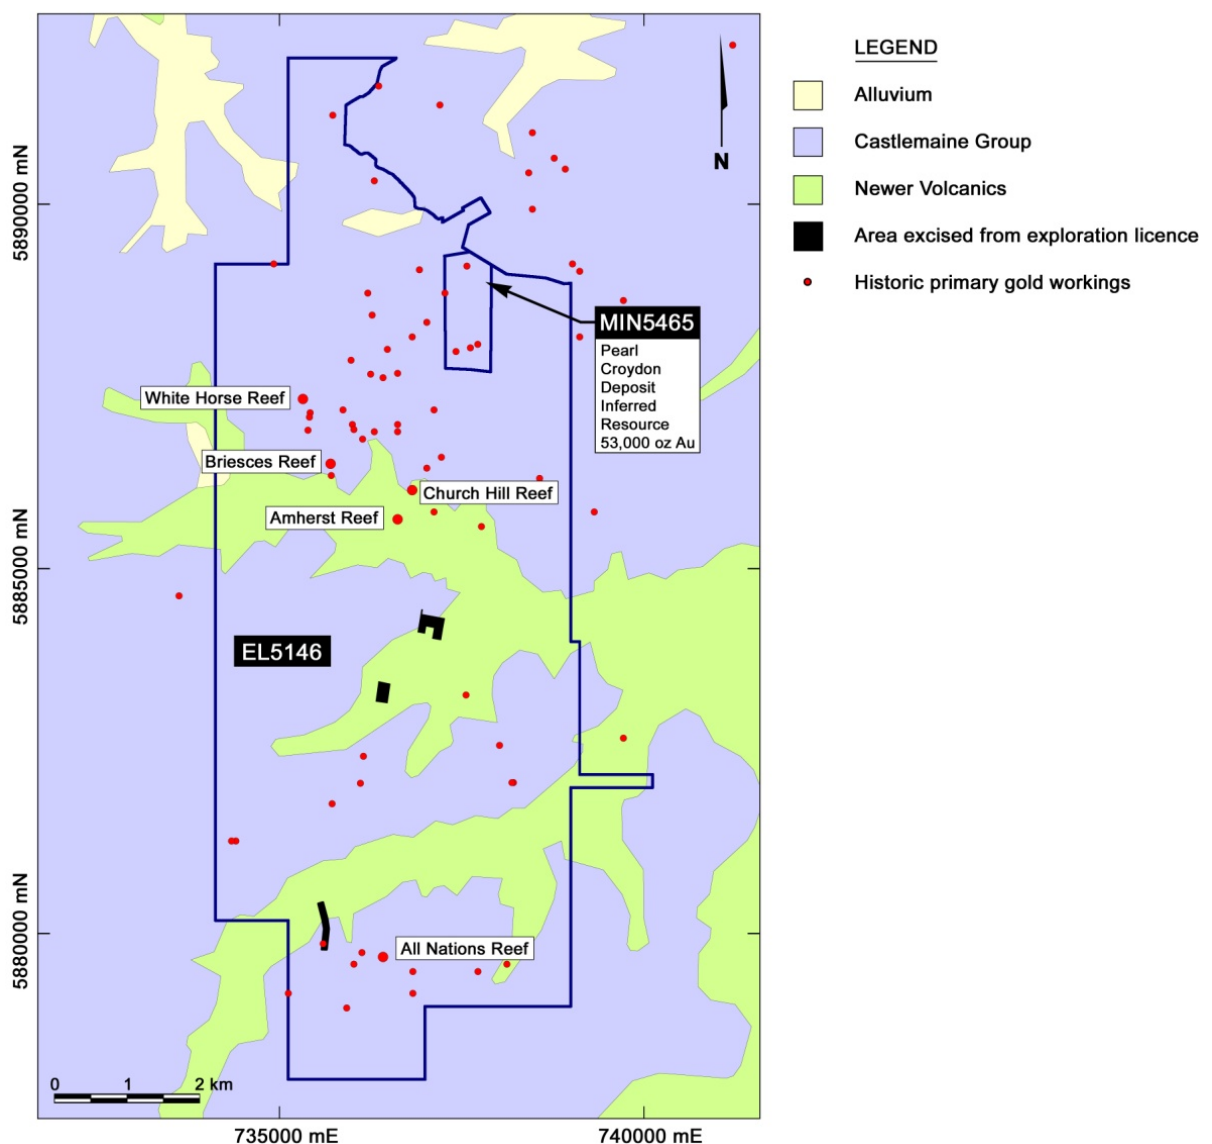 LEGEND
Alluvium
Castlemaine Group
Newer Volcanics
Area excised from exploration licence
Historic primary gold workings
N
5890000 mN
5885000 mN
5880000 mN
MIN5465
Pearl
Croydon
Deposit
Inferred
Resource
53,000 oz Au
White Horse Reef
Briesces Reef
Church Hill Reef
Amherst Reef
EL5146
All Nations Reef
0 1 2 km
735000 mE 740000 mE